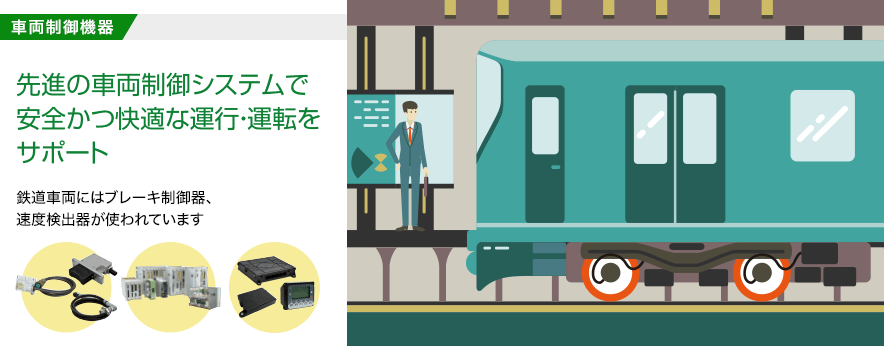 車両制御機器
先進の車両制御システムで
安全かつ快適な運行・運転を
サポート
鉄道車両にはブレーキ制御器、
速度検出器が使われています